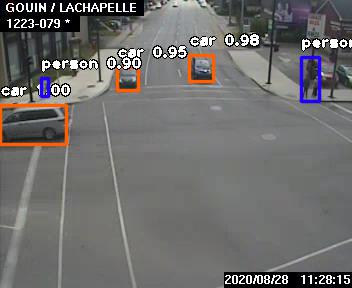 GOUIN / LACHAPELLE
1223-079 *
person
car 0.98
car 0.95
person 0.90
car 1.00
2020/08/28 11:28:15